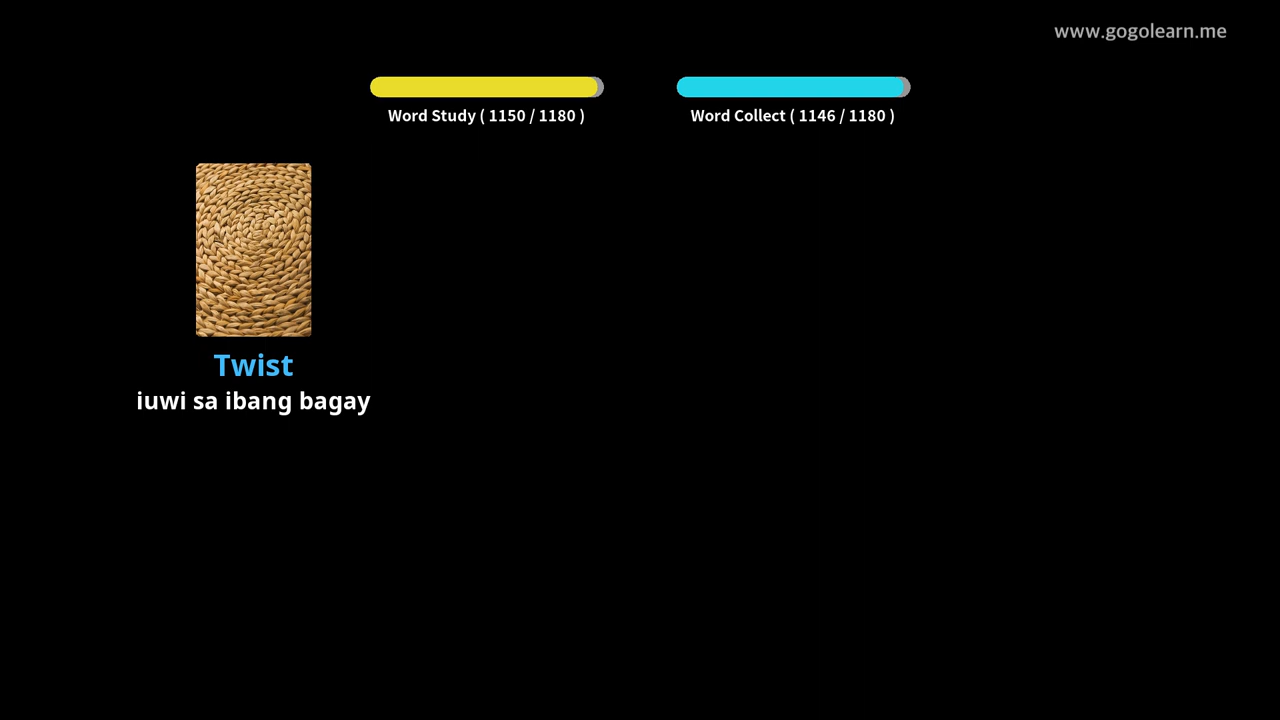 www.gogolearn.me
Word Study ( 1150 / 1180 )
Word Collect ( 1146 / 1180 )
Twist
iuwi sa ibang bagay